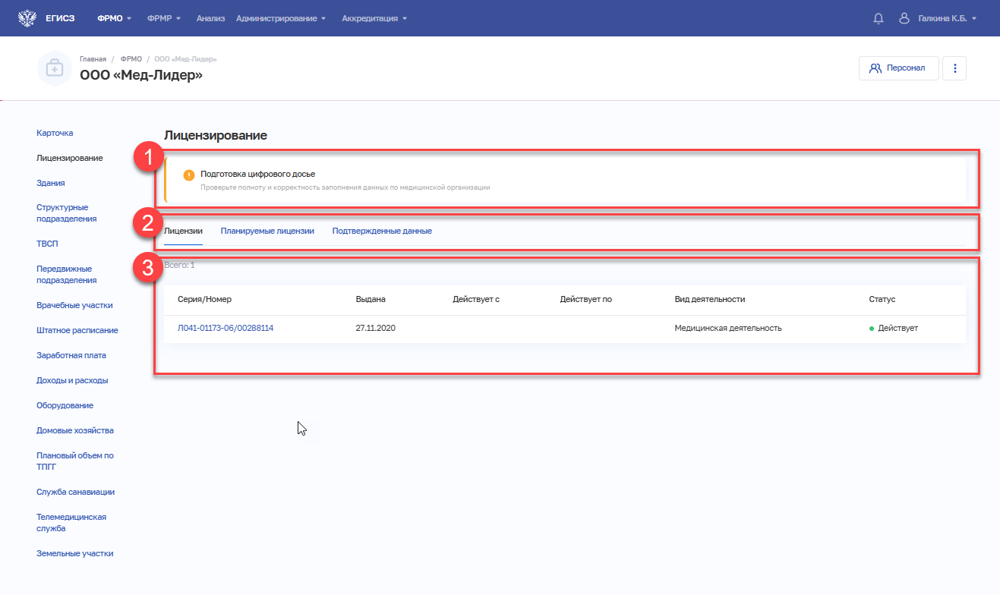 ЕГИСЗ ФРМО ФРМР Анализ Администрирование Аккредитация Галкина К.Б.
Главная / ФРМО / ООО «Мед-Лидер»
ООО «Мед-Лидер»
Персонал
Карточка
Лицензирование
Здания
Структурные
подразделения
ТВСП
Передвижные
подразделения
Врачебные участки
Штатное расписание
Заработная плата
Доходы и расходы
Оборудование
Домовые хозяйства
Плановый объем по
ТПГГ
Служба санавиации
Телемедицинская
служба
Земельные участки
Лицензирование
1
Подготовка цифрового досье
Проверьте полноту и корректность заполнения данных по медицинской организации
2
Лицензии Планируемые лицензии Подтвержденные данные
3
Всего: 1
Серия/Номер Выдана Действует с Действует по Вид деятельности Статус
Л041-01173-06/00288114 27.11.2020 Медицинская деятельность Действует